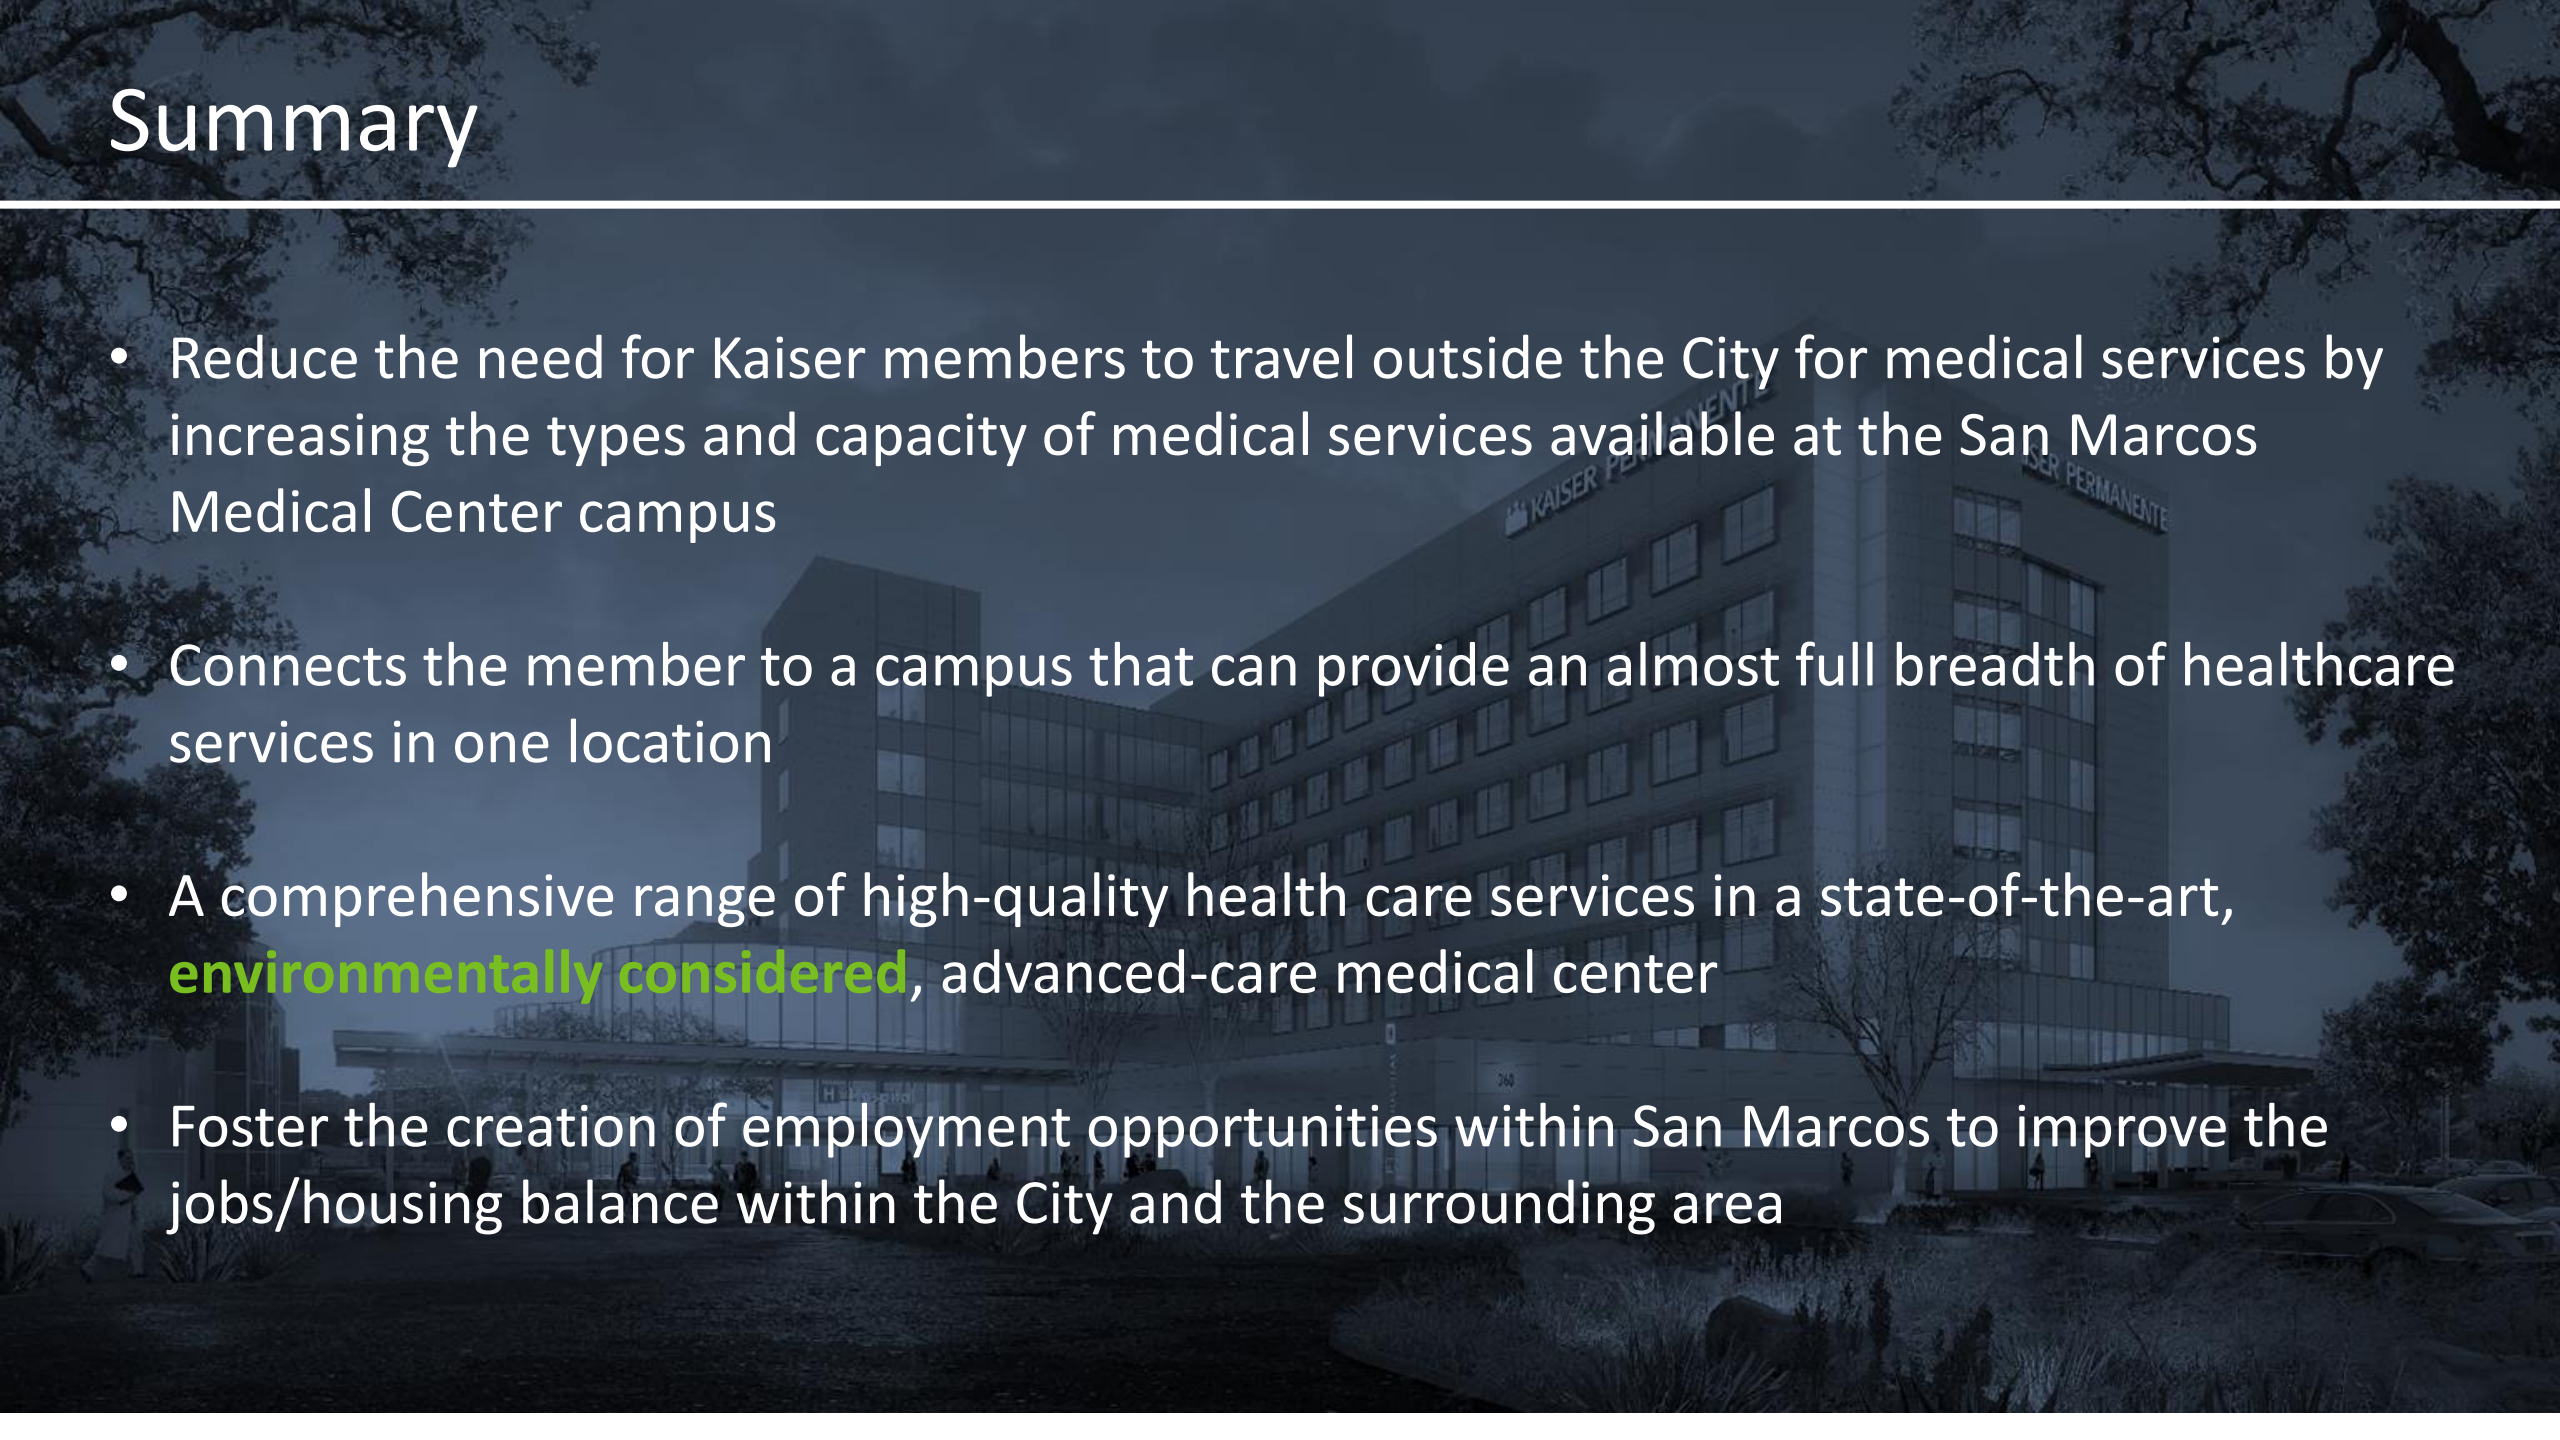 Summary
• Reduce the need for Kaiser members to travel outside the City for medical services by
increasing the types and capacity of medical services available at the San Marcos
Medical Center campus
• Connects the member to a campus that can provide an almost full breadth of healthcare
services in one location
• A comprehensive range of high-quality health care services in a state-of-the-art,
environmentally considered, advanced-care medical center
• Foster the creation of employment opportunities within San Marcos to improve the
jobs/housing balance within the City and the surrounding area
KAISER PERMANENTE
PERMANENTE
360
H